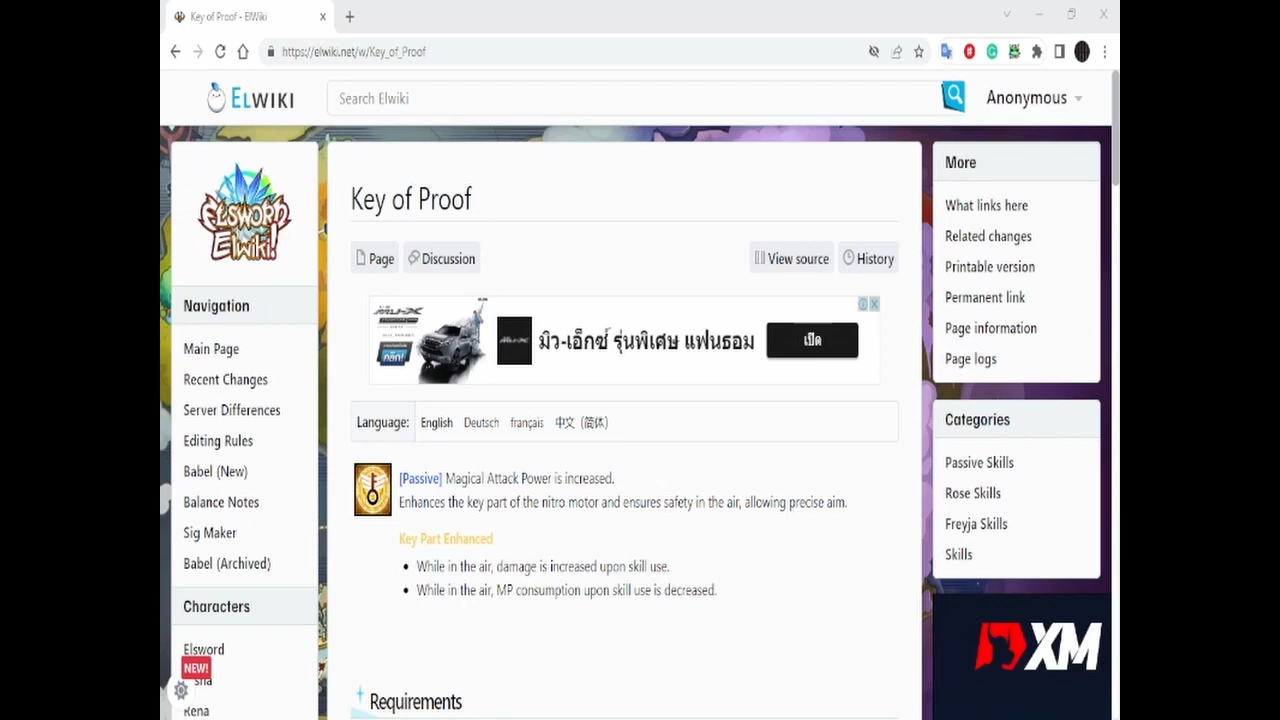 Key of Proof - ElWiki
https://elwiki.net/w/Key_of_Proof
ELWIKI
Search Elwiki
Anonymous
ELSWORD
Elwiki!
Navigation
Main Page
Recent Changes
Server Differences
Editing Rules
Babel (New)
Balance Notes
Sig Maker
Babel (Archived)
Characters
Elsword
NEW!
Rena
Key of Proof
Page
Discussion
View source
History
MU-X
คลิก!
MU-X
มิว-เอ็กซ์ รุ่นพิเศษ แฟนธอม
เปิด
Language:
English
Deutsch
français
中文 (简体)
[Passive] Magical Attack Power is increased.
Enhances the key part of the nitro motor and ensures safety in the air, allowing precise aim.
Key Part Enhanced
While in the air, damage is increased upon skill use.
While in the air, MP consumption upon skill use is decreased.
Requirements
More
What links here
Related changes
Printable version
Permanent link
Page information
Page logs
Categories
Passive Skills
Rose Skills
Freyja Skills
Skills
XM